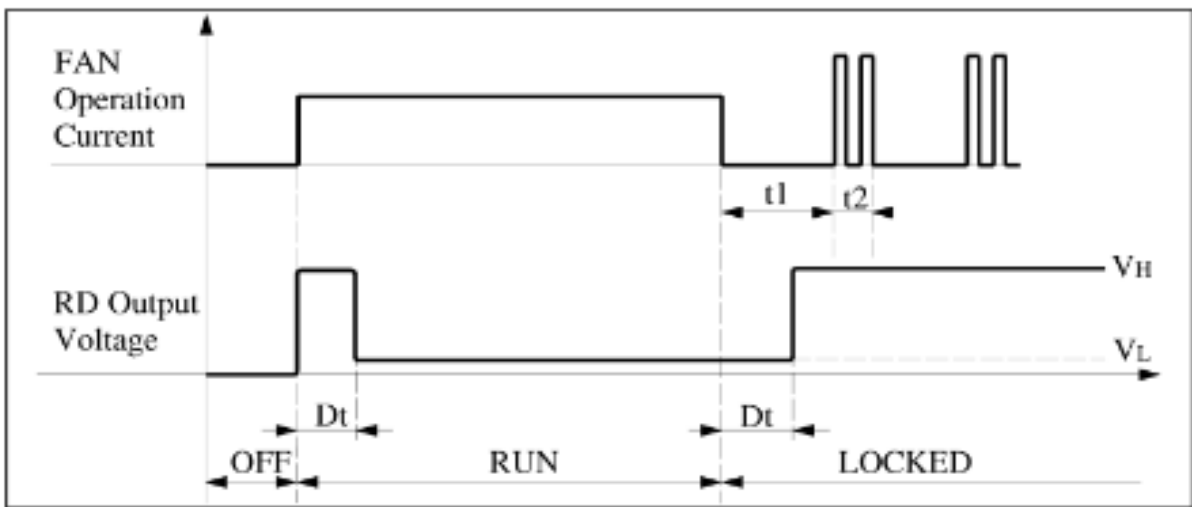 FAN
Operation
Current
t1
t2
RD Output
Voltage
VH
VL
Dt
Dt
OFF
RUN
LOCKED